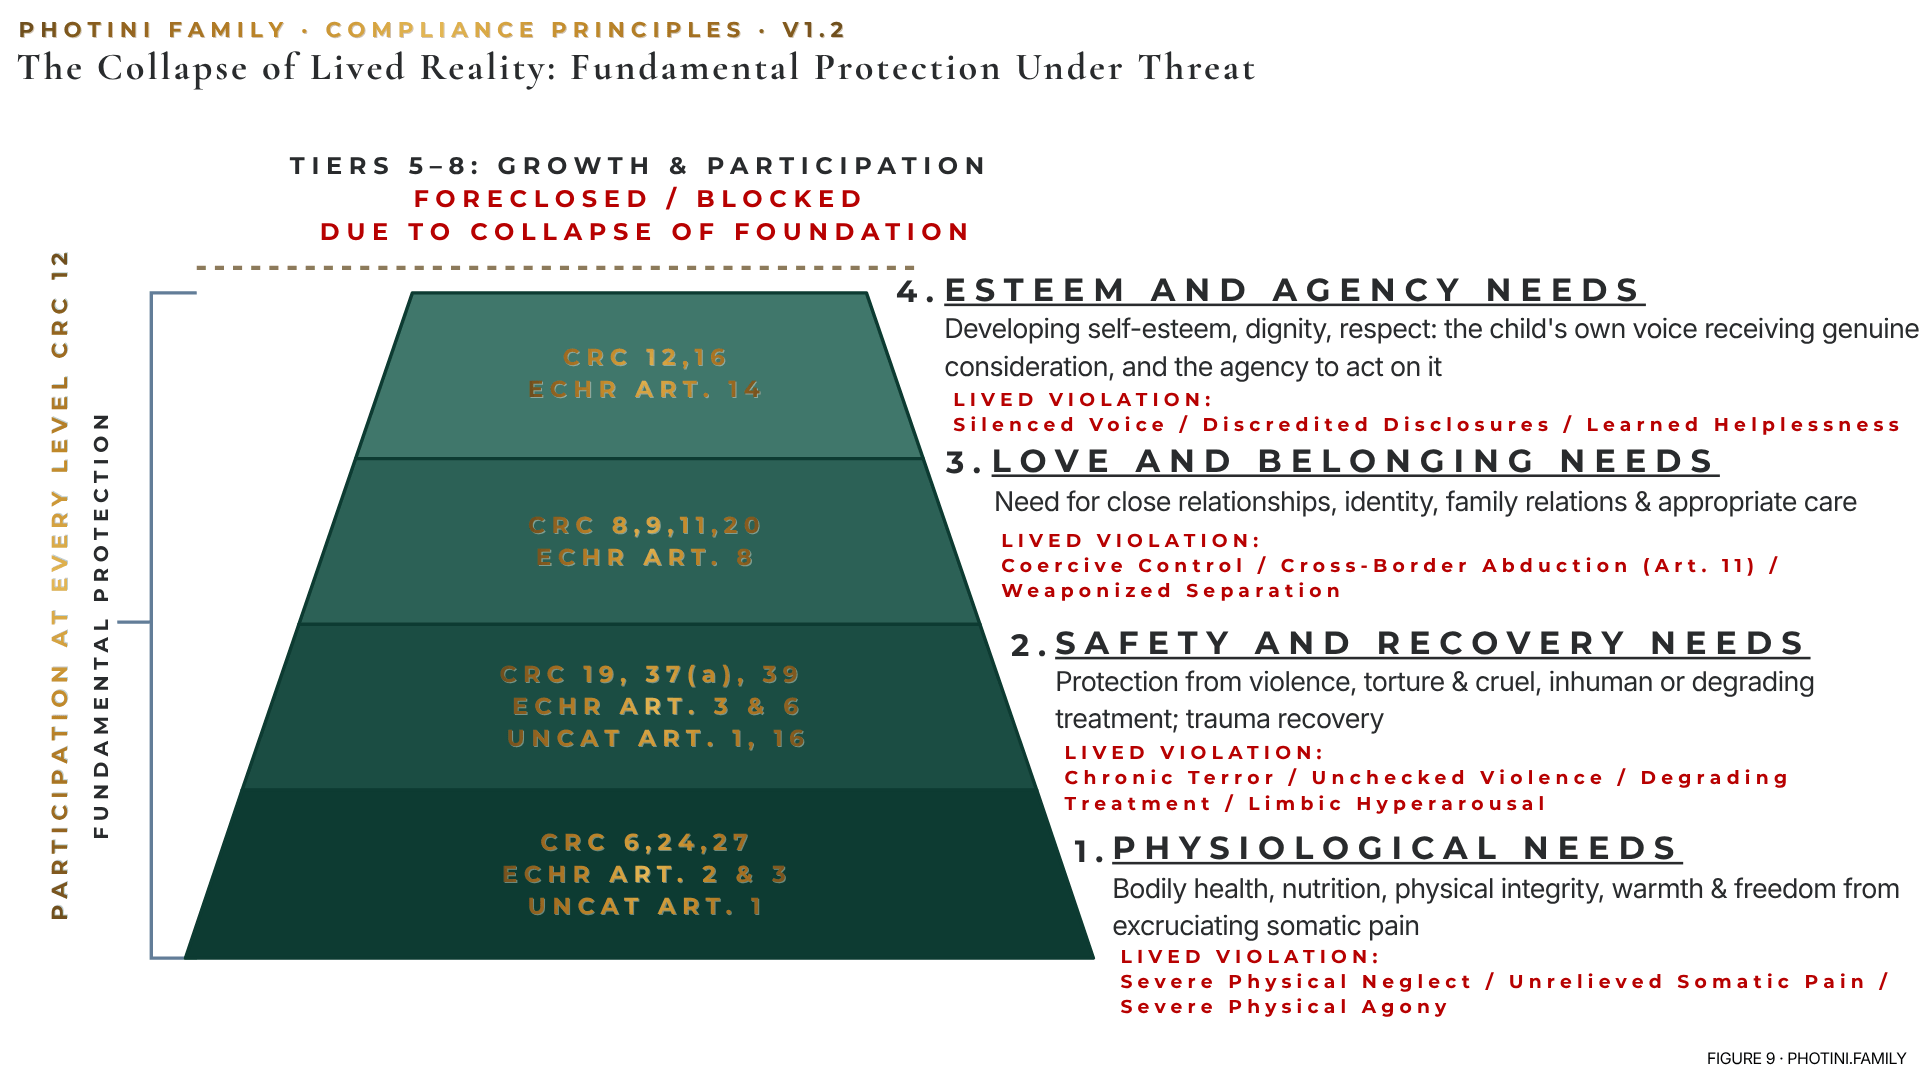 PHOTINI FAMILY · COMPLIANCE PRINCIPLES · V1.2
The Collapse of Lived Reality: Fundamental Protection Under Threat
TIERS 5–8: GROWTH & PARTICIPATION
FORECLOSED / BLOCKED
DUE TO COLLAPSE OF FOUNDATION
PARTICIPATION AT EVERY LEVEL CRC 12
FUNDAMENTAL PROTECTION
CRC 12,16
ECHR ART. 14
4. ESTEEM AND AGENCY NEEDS
Developing self-esteem, dignity, respect: the child's own voice receiving genuine
consideration, and the agency to act on it
LIVED VIOLATION:
Silenced Voice / Discredited Disclosures / Learned Helplessness
CRC 8,9,11,20
ECHR ART. 8
3. LOVE AND BELONGING NEEDS
Need for close relationships, identity, family relations & appropriate care
LIVED VIOLATION:
Coercive Control / Cross-Border Abduction (Art. 11) /
Weaponized Separation
CRC 19, 37(a), 39
ECHR ART. 3 & 6
UNCAT ART. 1, 16
2. SAFETY AND RECOVERY NEEDS
Protection from violence, torture & cruel, inhuman or degrading
treatment; trauma recovery
LIVED VIOLATION:
Chronic Terror / Unchecked Violence / Degrading
Treatment / Limbic Hyperarousal
CRC 6,24,27
ECHR ART. 2 & 3
UNCAT ART. 1
1. PHYSIOLOGICAL NEEDS
Bodily health, nutrition, physical integrity, warmth & freedom from
excruciating somatic pain
LIVED VIOLATION:
Severe Physical Neglect / Unrelieved Somatic Pain /
Severe Physical Agony
FIGURE 9 · PHOTINI.FAMILY